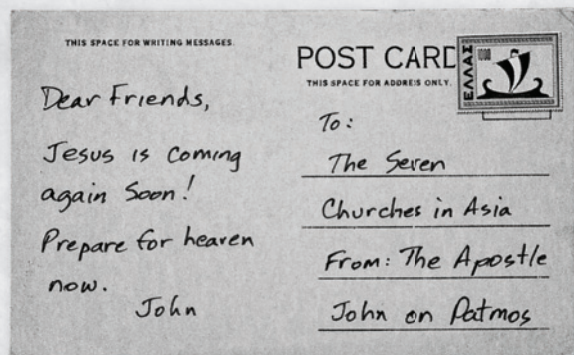 THIS SPACE FOR WRITING MESSAGES.
POST CARD
THIS SPACE FOR ADDRESS ONLY.
ΕΛΛΑΣ
Dear Friends,
Jesus is coming
again Soon!
Prepare for heaven
now.
John
To:
The Seven
Churches in Asia
From: The Apostle
John on Patmos